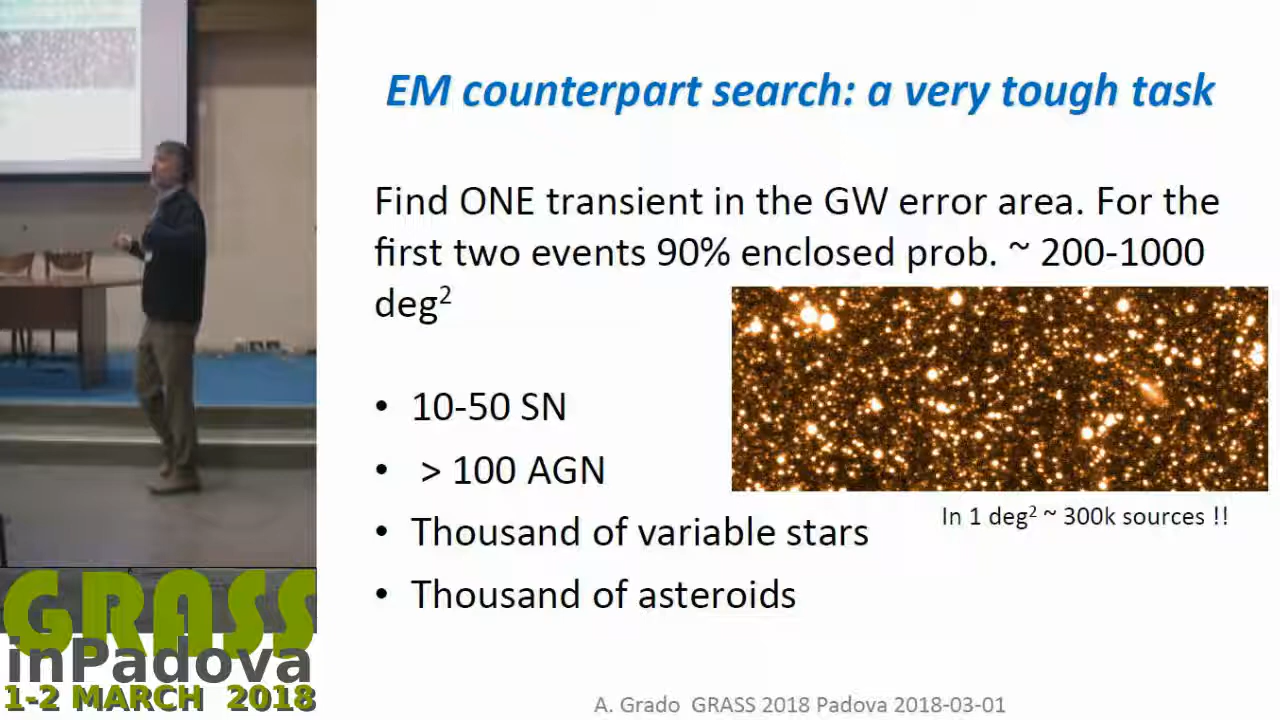 EM counterpart search: a very tough task
Find ONE transient in the GW error area. For the
first two events 90% enclosed prob. ~ 200-1000
deg²
• 10-50 SN
• > 100 AGN
• Thousand of variable stars
• Thousand of asteroids
In 1 deg² ~ 300k sources !!
A. Grado GRASS 2018 Padova 2018-03-01
GRASS
inPadova
1-2 MARCH 2018